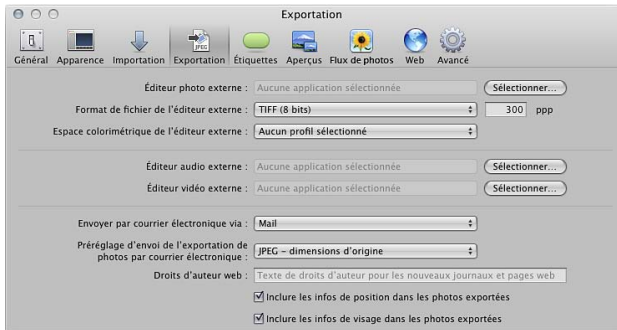 Exportation
Général Apparence Importation Exportation Étiquettes Aperçus Flux de photos Web Avancé
JPEG
Éditeur photo externe : Aucune application sélectionnée Sélectionner...
Format de fichier de l'éditeur externe : TIFF (8 bits) 300 ppp
Espace colorimétrique de l'éditeur externe : Aucun profil sélectionné
Éditeur audio externe : Aucune application sélectionnée Sélectionner...
Éditeur vidéo externe : Aucune application sélectionnée Sélectionner...
Envoyer par courrier électronique via : Mail
Préréglage d'envoi de l'exportation de
photos par courrier électronique : JPEG – dimensions d'origine
Droits d'auteur web : Texte de droits d'auteur pour les nouveaux journaux et pages web
Inclure les infos de position dans les photos exportées
Inclure les infos de visage dans les photos exportées